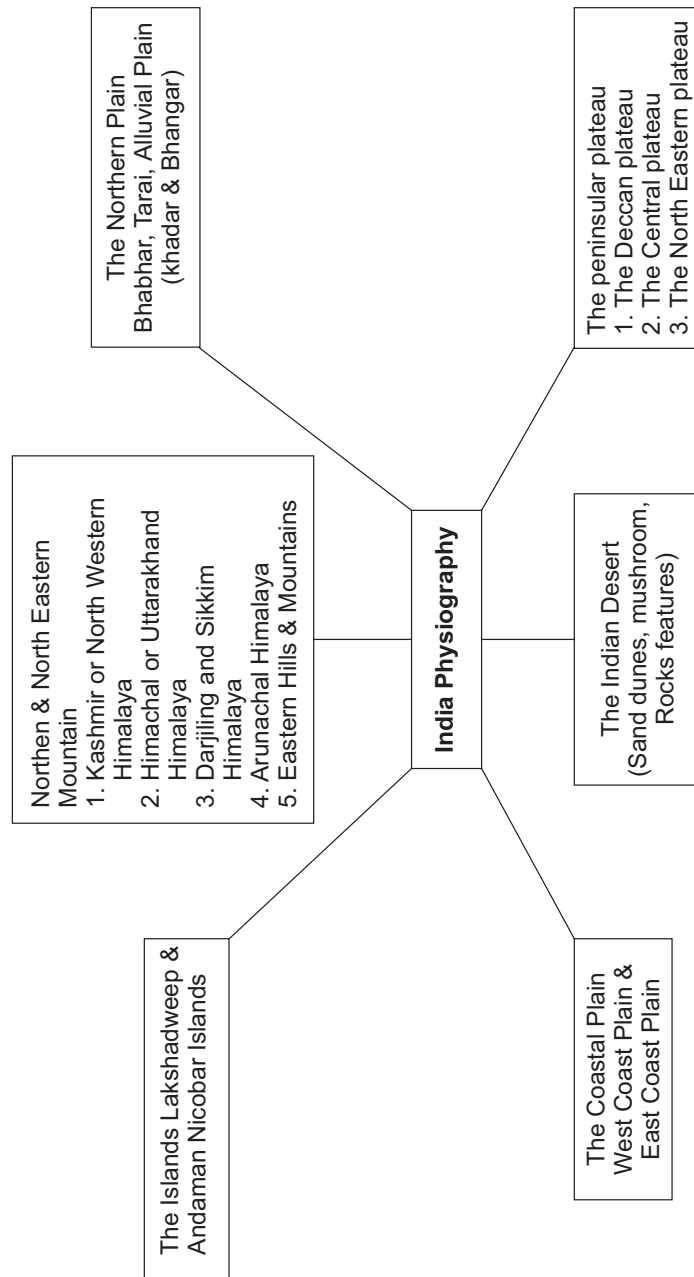 The Islands Lakshadweep &
Andaman Nicobar Islands
Northen & North Eastern
Mountain
1. Kashmir or North Western
Himalaya
2. Himachal or Uttarakhand
Himalaya
3. Darjiling and Sikkim
Himalaya
4. Arunachal Himalaya
5. Eastern Hills & Mountains
The Northern Plain
Bhabhar, Tarai, Alluvial Plain
(khadar & Bhangar)
India Physiography
The Coastal Plain
West Coast Plain &
East Coast Plain
The Indian Desert
(Sand dunes, mushroom,
Rocks features)
The peninsular plateau
1. The Deccan plateau
2. The Central plateau
3. The North Eastern plateau